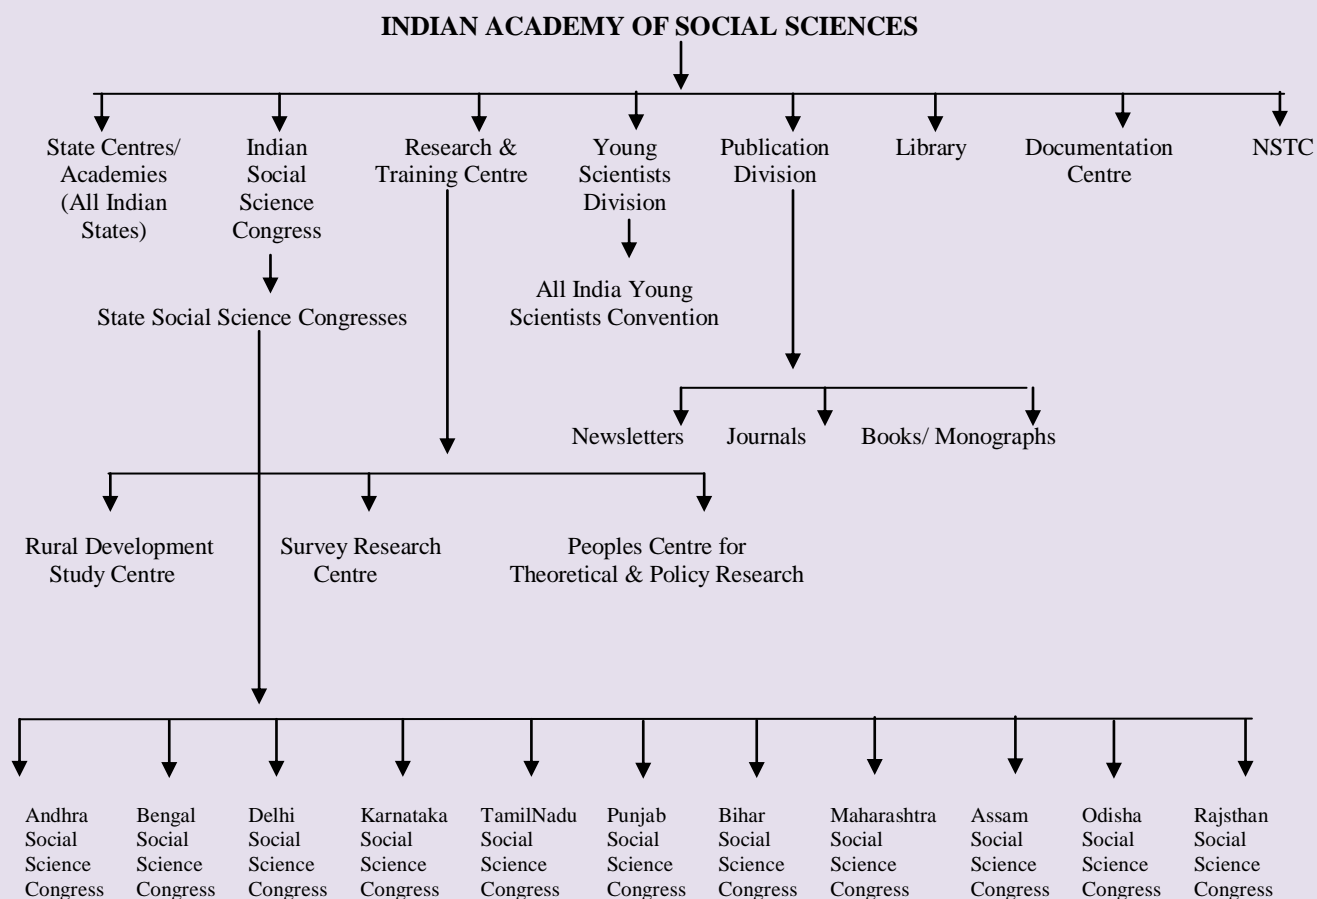 INDIAN ACADEMY OF SOCIAL SCIENCES
State Centres/
Academies
(All Indian
States)
Indian
Social
Science
Congress
Research &
Training Centre
Young
Scientists
Division
Publication
Division
Library
Documentation
Centre
NSTC
State Social Science Congresses
All India Young
Scientists Convention
Newsletters
Journals
Books/ Monographs
Rural Development
Study Centre
Survey Research
Centre
Peoples Centre for
Theoretical & Policy Research
Andhra
Social
Science
Congress
Bengal
Social
Science
Congress
Delhi
Social
Science
Congress
Karnataka
Social
Science
Congress
TamilNadu
Social
Science
Congress
Punjab
Social
Science
Congress
Bihar
Social
Science
Congress
Maharashtra
Social
Science
Congress
Assam
Social
Science
Congress
Odisha
Social
Science
Congress
Rajsthan
Social
Science
Congress